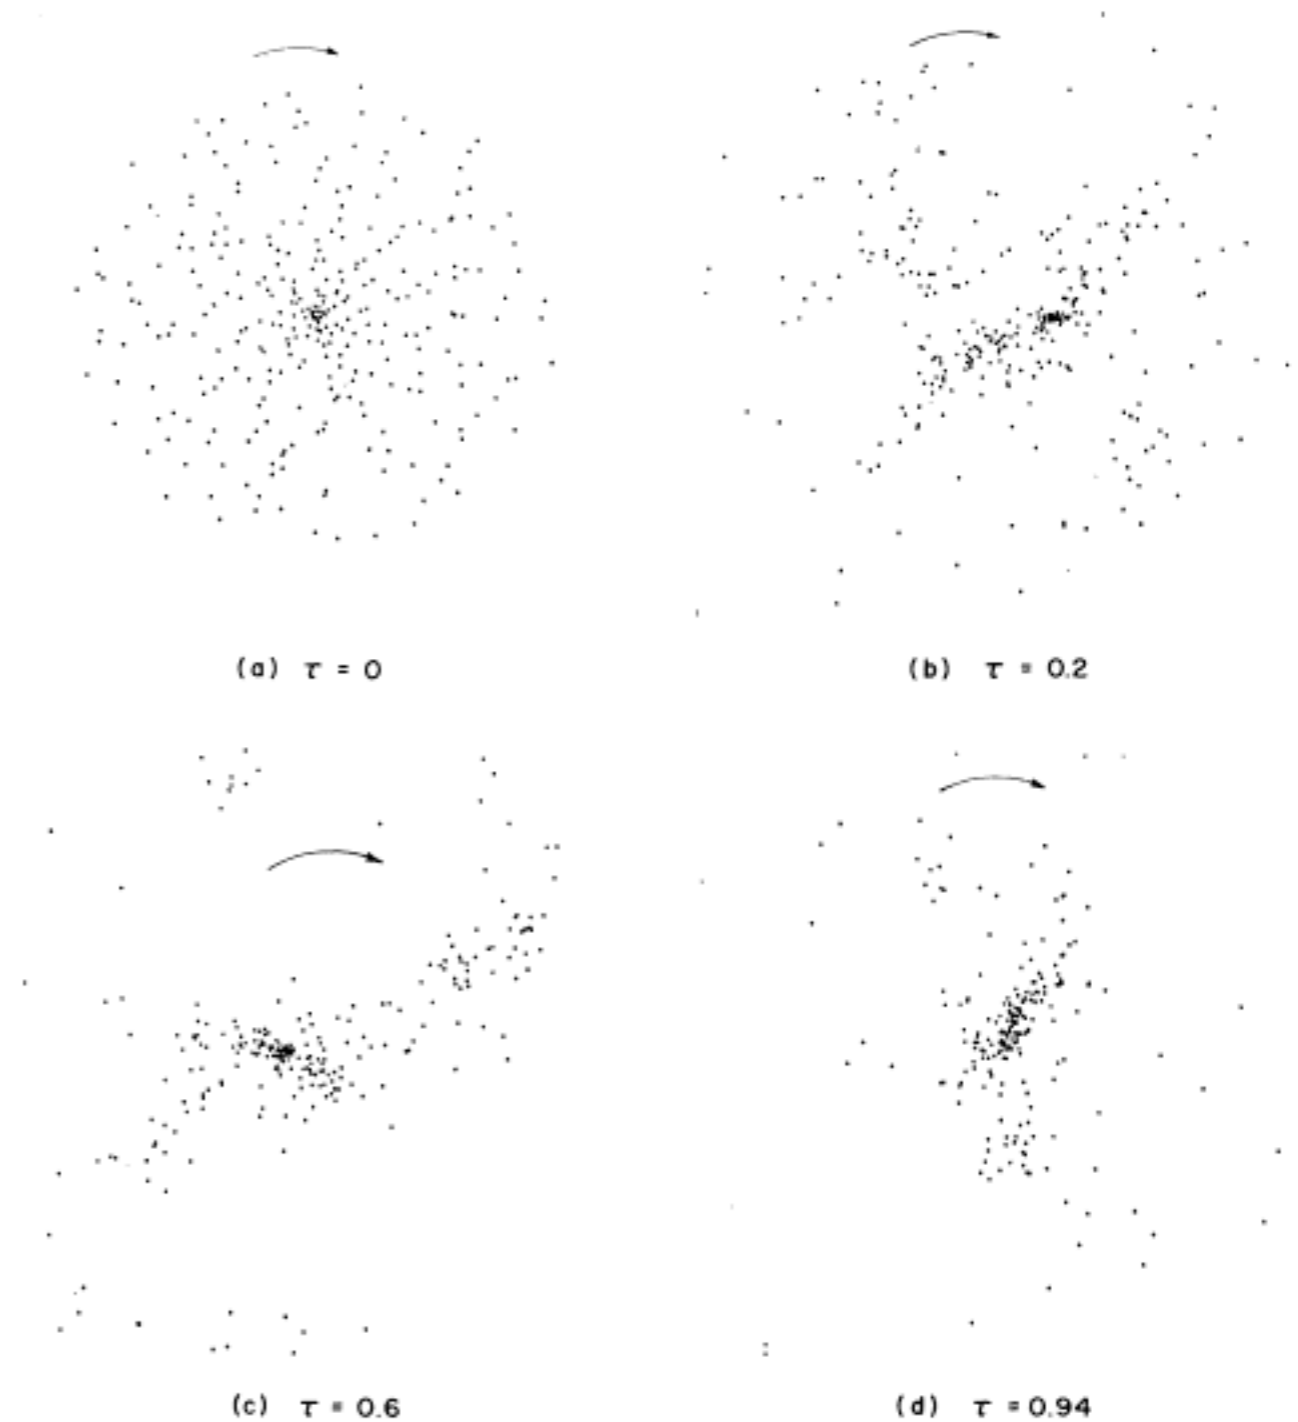 (a) τ = 0
(b) τ = 0.2
(c) τ = 0.6
(d) τ = 0.94